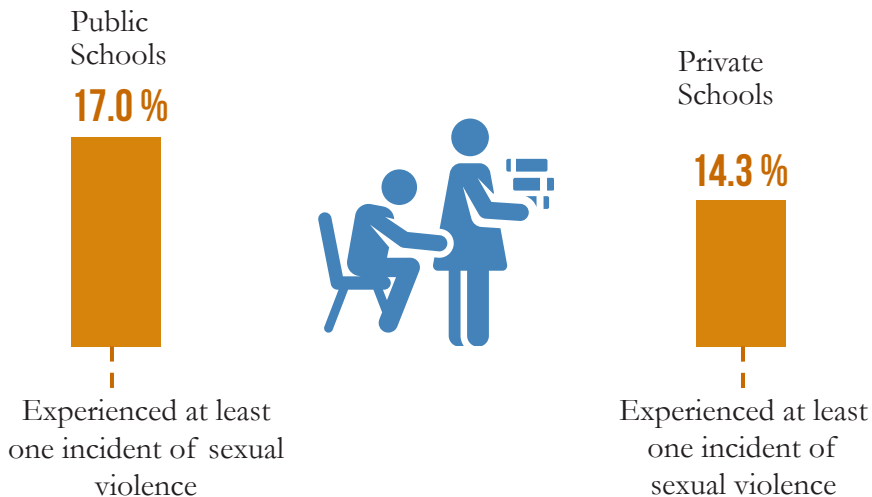 Public
Schools
17.0 %
Experienced at least
one incident of sexual
violence
Private
Schools
14.3 %
Experienced at least
one incident of
sexual violence